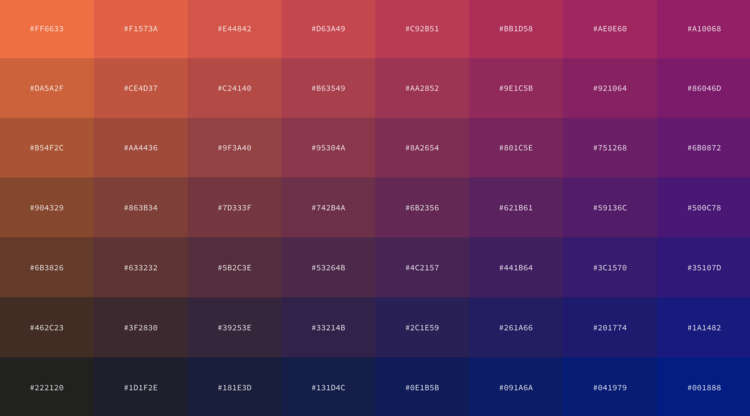 #FF6633 #F1573A #E44842 #D63A49 #C92B51 #BB1D58 #AE0E60 #A10068
#DA5A2F #CE4D37 #C24140 #B63549 #AA2852 #9E1C5B #921064 #86046D
#B54F2C #AA4436 #9F3A40 #95304A #8A2654 #801C5E #751268 #6B0872
#904329 #863B34 #7D333F #742B4A #6B2356 #621B61 #59136C #500C78
#6B3826 #633232 #5B2C3E #53264B #4C2157 #441B64 #3C1570 #35107D
#462C23 #3F2830 #39253E #33214B #2C1E59 #261A66 #201774 #1A1482
#222120 #1D1F2E #181E3D #131D4C #0E1B5B #091A6A #041979 #001888